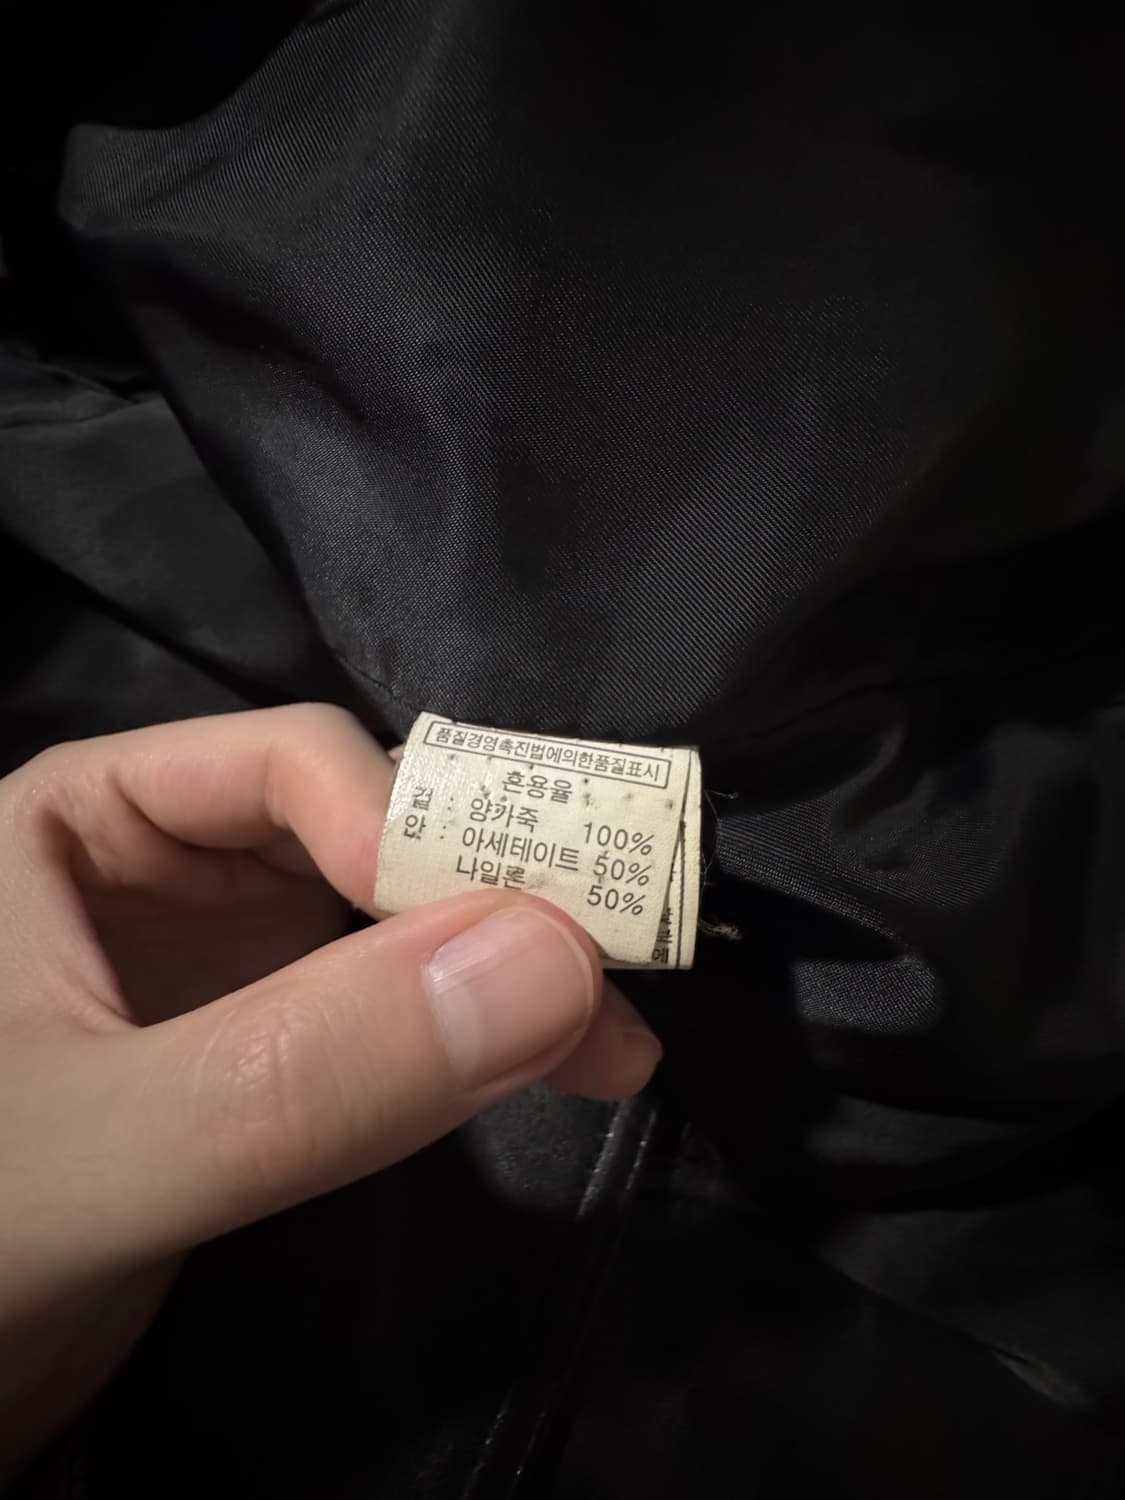 품질경영촉진법에의한품질표시
혼용율
겉 : 양가죽 100%
안 : 아세테이트 50%
나일론 50%